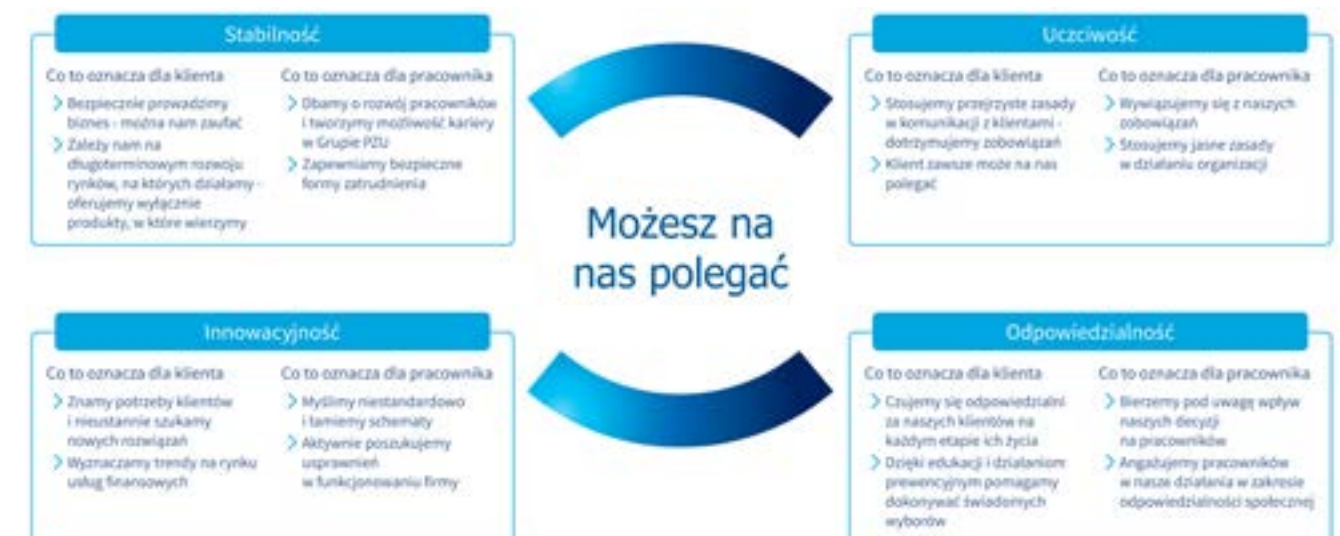 Stabilność
Co to oznacza dla klienta
Bezpiecznie prowadzimy
biznes - można nam zaufać
Zależy nam na
długoterminowym rozwoju
rynków, na których działamy -
oferujemy wyłącznie
produkty, w które wierzymy
Co to oznacza dla pracownika
Dbamy o rozwój pracowników
i tworzymy możliwość kariery
w Grupie PZU
Zapewniamy bezpieczne
formy zatrudnienia
Uczciwość
Co to oznacza dla klienta
Stosujemy przejrzyste zasady
w komunikacji z klientami -
dotrzymujemy zobowiązań
Klient zawsze może na nas
polegać
Co to oznacza dla pracownika
Wywiązujemy się z naszych
zobowiązań
Stosujemy jasne zasady
w działaniu organizacji
Możesz na
nas polegać
Innowacyjność
Co to oznacza dla klienta
Znamy potrzeby klientów
i nieustannie szukamy
nowych rozwiązań
Wyznaczamy trendy na rynku
usług finansowych
Co to oznacza dla pracownika
Myślimy niestandardowo
i łamiemy schematy
Aktywnie poszukujemy
usprawnień
w funkcjonowaniu firmy
Odpowiedzialność
Co to oznacza dla klienta
Czujemy się odpowiedzialni
za naszych klientów na
każdym etapie ich życia
Dzięki edukacji i działaniom
prewencyjnym pomagamy
dokonywać świadomych
wyborów
Co to oznacza dla pracownika
Bierzemy pod uwagę wpływ
naszych decyzji
na pracowników
Angażujemy pracowników
w nasze działania w zakresie
odpowiedzialności społecznej